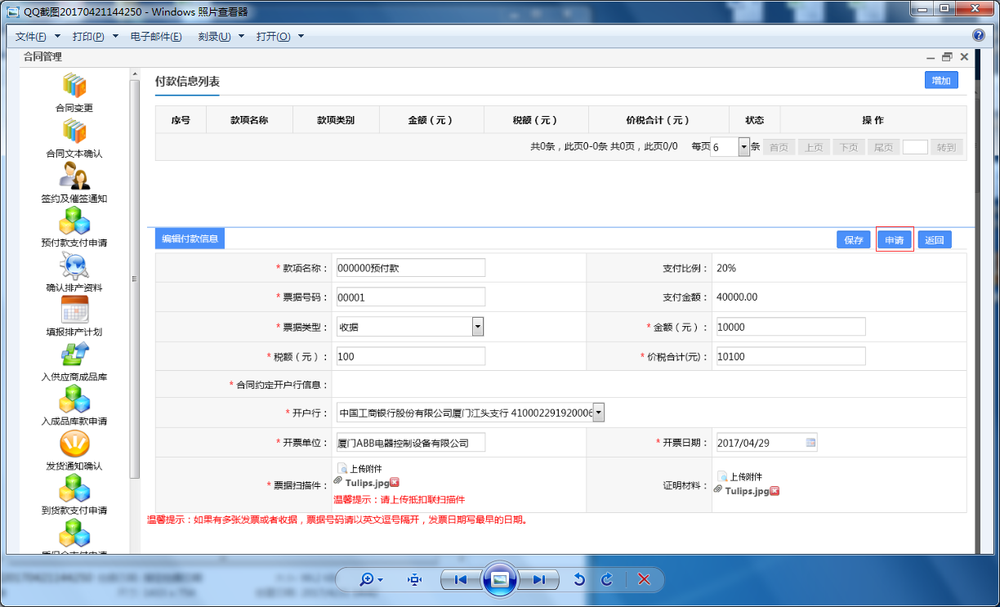 QQ截图20170421144250 - Windows 照片查看器
文件(F) 打印(P) 电子邮件(E) 刻录(U) 打开(O)
合同管理
合同变更
合同文本确认
签约及催签通知
预付款支付申请
确认排产资料
填报排产计划
入供应商成品库
入成品库款申请
发货通知确认
到货款支付申请
付款信息列表 增加
序号 款项名称 款项类别 金额（元） 税额（元） 价税合计（元） 状态 操 作
共0条，此页0-0条 共0页，此页0/0 每页 6 条 首页 上页 下页 尾页 转到
编辑付款信息 保存 申请 返回
* 款项名称： 000000预付款 支付比例： 20%
* 票据号码： 00001 支付金额： 40000.00
* 票据类型： 收据 * 金额（元）： 10000
* 税额（元）： 100 * 价税合计(元)： 10100
* 合同约定开户行信息：
* 开户行： 中国工商银行股份有限公司厦门江头支行 410002291920006
* 开票单位： 厦门ABB电器控制设备有限公司 * 开票日期： 2017/04/29
* 票据扫描件： 上传附件 证明材料： 上传附件
Tulips.jpg Tulips.jpg
温馨提示：请上传抵扣联扫描件
温馨提示：如果有多张发票或者收据，票据号码请以英文逗号隔开，发票日期写最早的日期。